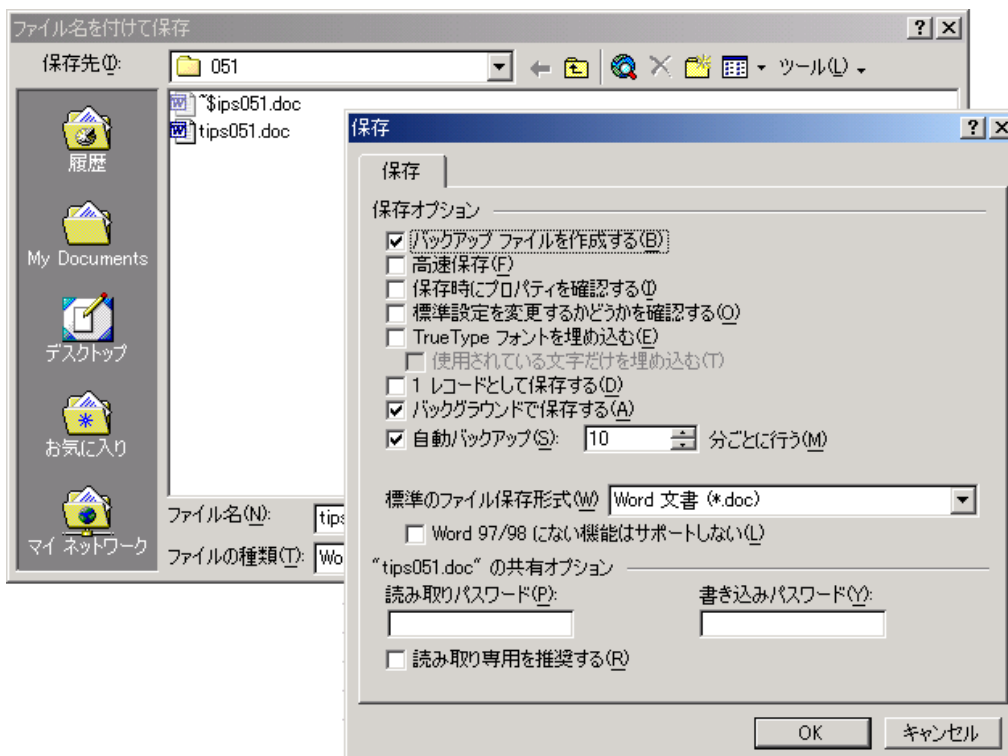 ファイル名を付けて保存
保存先(I):
051
ツール(L)
~$ips051.doc
tips051.doc
履歴
My Documents
デスクトップ
お気に入り
マイ ネットワーク
ファイル名(N):
tips
ファイルの種類(T):
Wo
保存
保存
保存オプション
バックアップ ファイルを作成する(B)
高速保存(F)
保存時にプロパティを確認する(I)
標準設定を変更するかどうかを確認する(O)
TrueType フォントを埋め込む(E)
使用されている文字だけを埋め込む(T)
1 レコードとして保存する(D)
バックグラウンドで保存する(A)
自動バックアップ(S): 10 分ごとに行う(M)
標準のファイル保存形式(W) Word 文書 (*.doc)
Word 97/98 にない機能はサポートしない(L)
"tips051.doc" の共有オプション
読み取りパスワード(P): 書き込みパスワード(Y):
読み取り専用を推奨する(R)
OK キャンセル